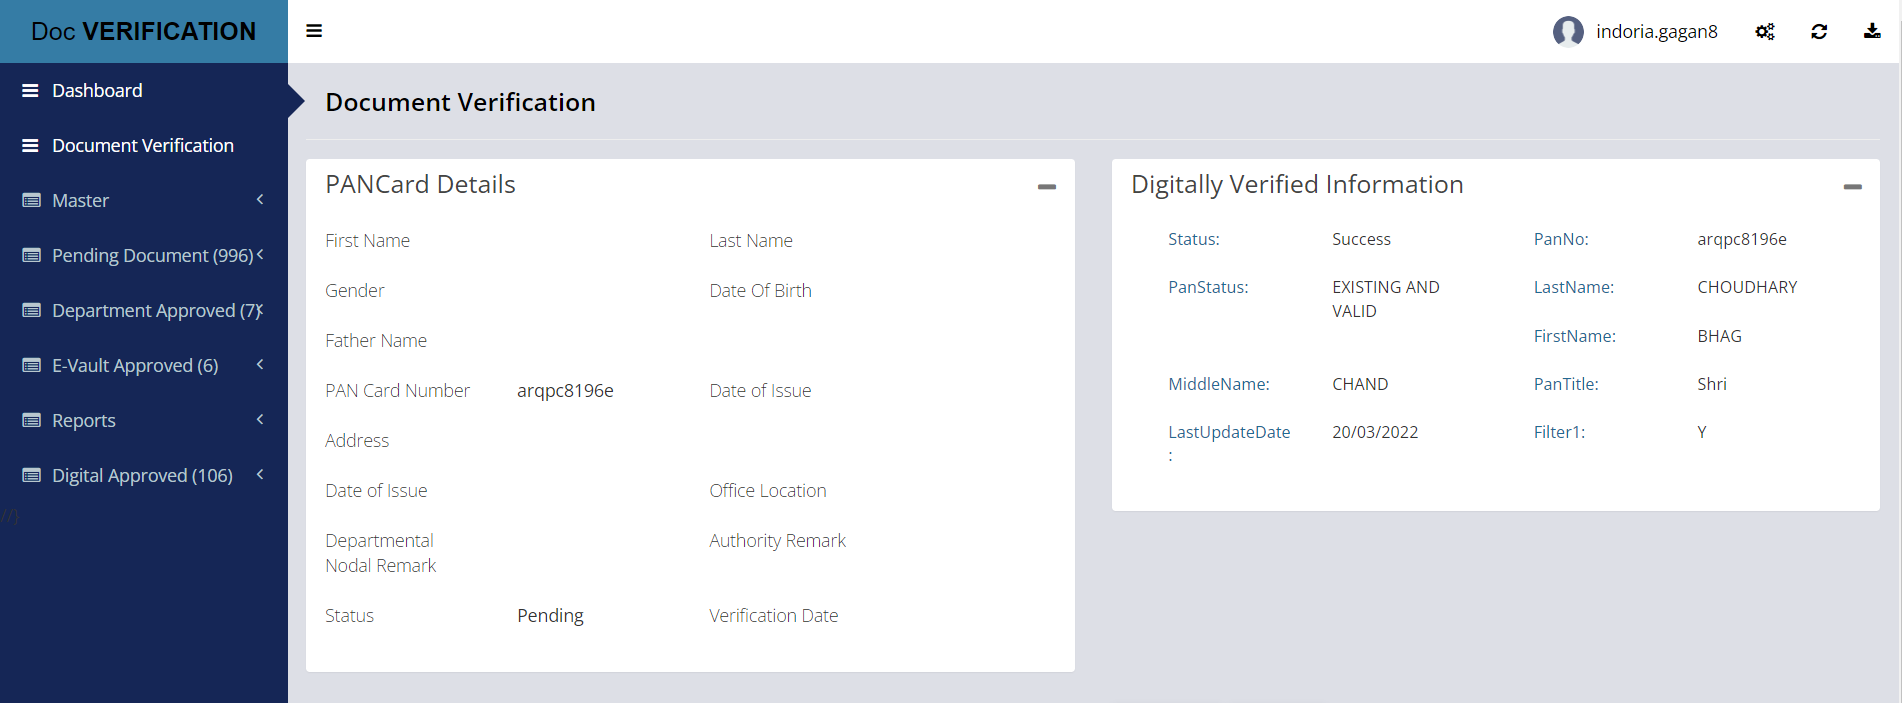 Doc VERIFICATION
indoria.gagan8
Dashboard
Document Verification
Master
Pending Document (996)
Department Approved (7)
E-Vault Approved (6)
Reports
Digital Approved (106)
//}
Document Verification
PANCard Details
First Name Last Name
Gender Date Of Birth
Father Name
PAN Card Number arqpc8196e Date of Issue
Address
Date of Issue Office Location
Departmental Authority Remark
Nodal Remark
Status Pending Verification Date
Digitally Verified Information
Status: Success PanNo: arqpc8196e
PanStatus: EXISTING AND LastName: CHOUDHARY
VALID
FirstName: BHAG
MiddleName: CHAND PanTitle: Shri
LastUpdateDate 20/03/2022 Filter1: Y
: